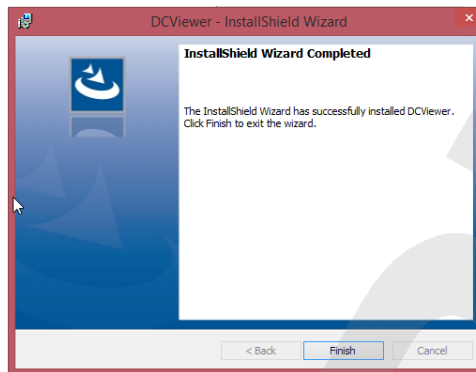 DCViewer - InstallShield Wizard
InstallShield Wizard Completed
The InstallShield Wizard has successfully installed DCViewer.
Click Finish to exit the wizard.
< Back
Finish
Cancel